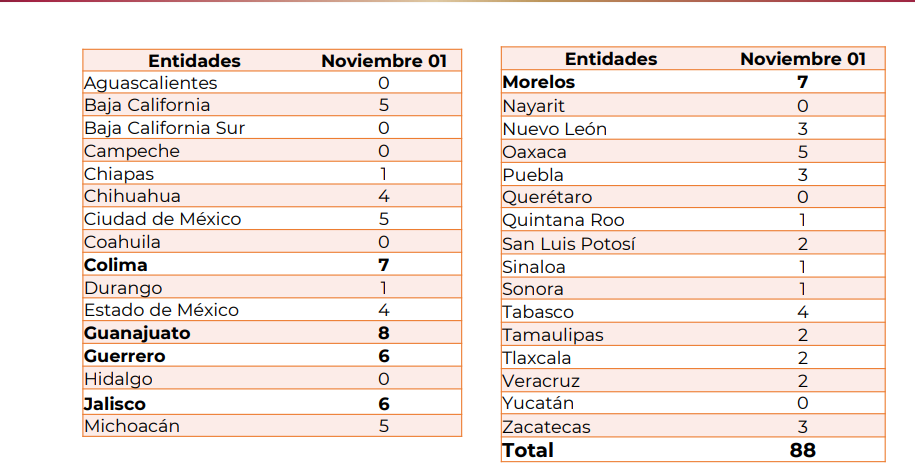 Entidades Noviembre 01
Aguascalientes 0
Baja California 5
Baja California Sur 0
Campeche 0
Chiapas 1
Chihuahua 4
Ciudad de México 5
Coahuila 0
Colima 7
Durango 1
Estado de México 4
Guanajuato 8
Guerrero 6
Hidalgo 0
Jalisco 6
Michoacán 5
Entidades Noviembre 01
Morelos 7
Nayarit 0
Nuevo León 3
Oaxaca 5
Puebla 3
Querétaro 0
Quintana Roo 1
San Luis Potosí 2
Sinaloa 1
Sonora 1
Tabasco 4
Tamaulipas 2
Tlaxcala 2
Veracruz 2
Yucatán 0
Zacatecas 3
Total 88